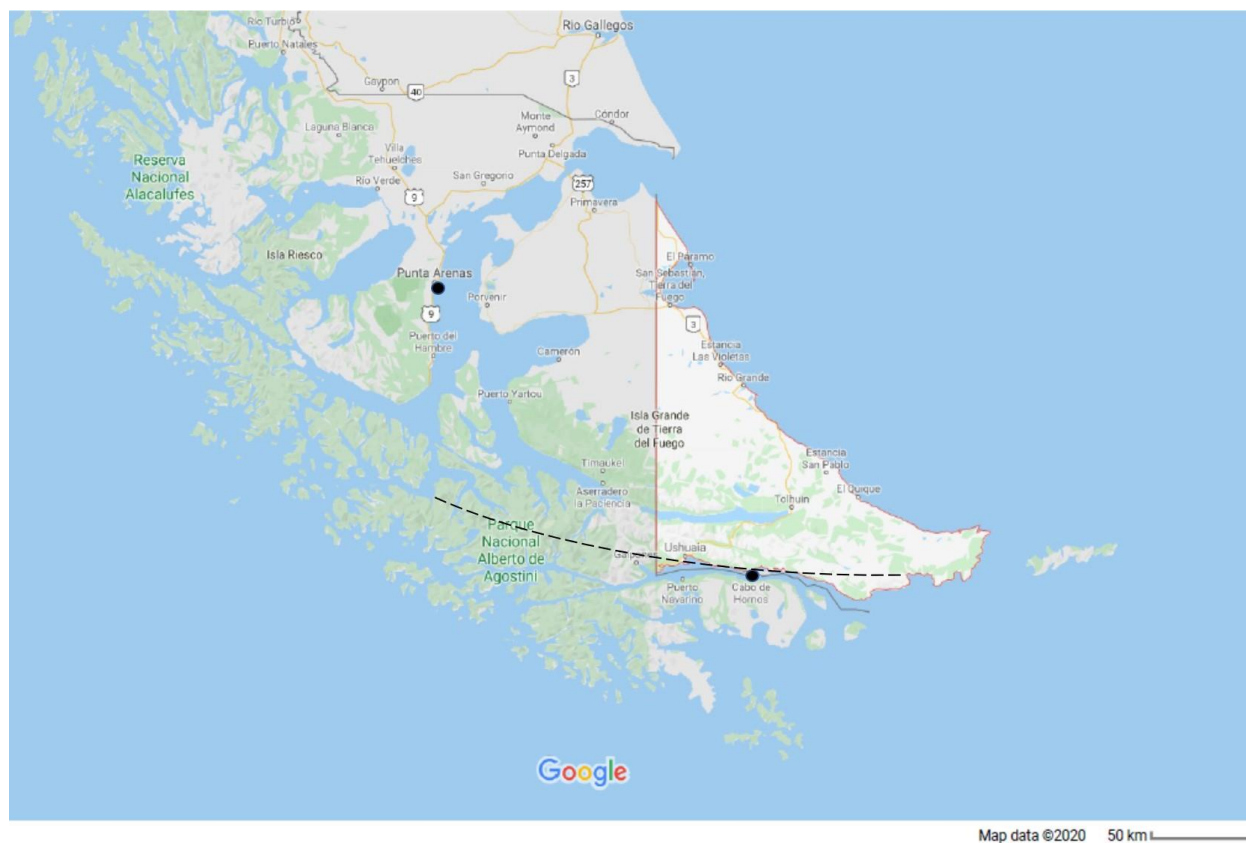 Rio Turbio
Puerto Natales
Rio Gallegos
3
Gaypon
40
Monte
Aymond
Cóndor
Laguna Blanca
Villa
Tehuelches
Punta Delgada
Reserva
Nacional
Alacalufes
Río Verde
San Gregorio
9
257
Primavera
Isla Riesco
Punta Arenas
El Páramo
San Sebastián,
Tierra del
Fuego
Porvenir
9
3
Puerto del
Hambre
Camerón
Estancia
Las Violetas
Río Grande
Puerto Yartou
Isla Grande
de Tierra
del Fuego
Timaukel
Estancia
San Pablo
Aserradero
la Paciencia
El Quique
Tolhuin
Parque
Nacional
Alberto de
Agostini
Ushuaia
Puerto
Navarino
Cabo de
Hornos
Google
Map data ©2020 50 km